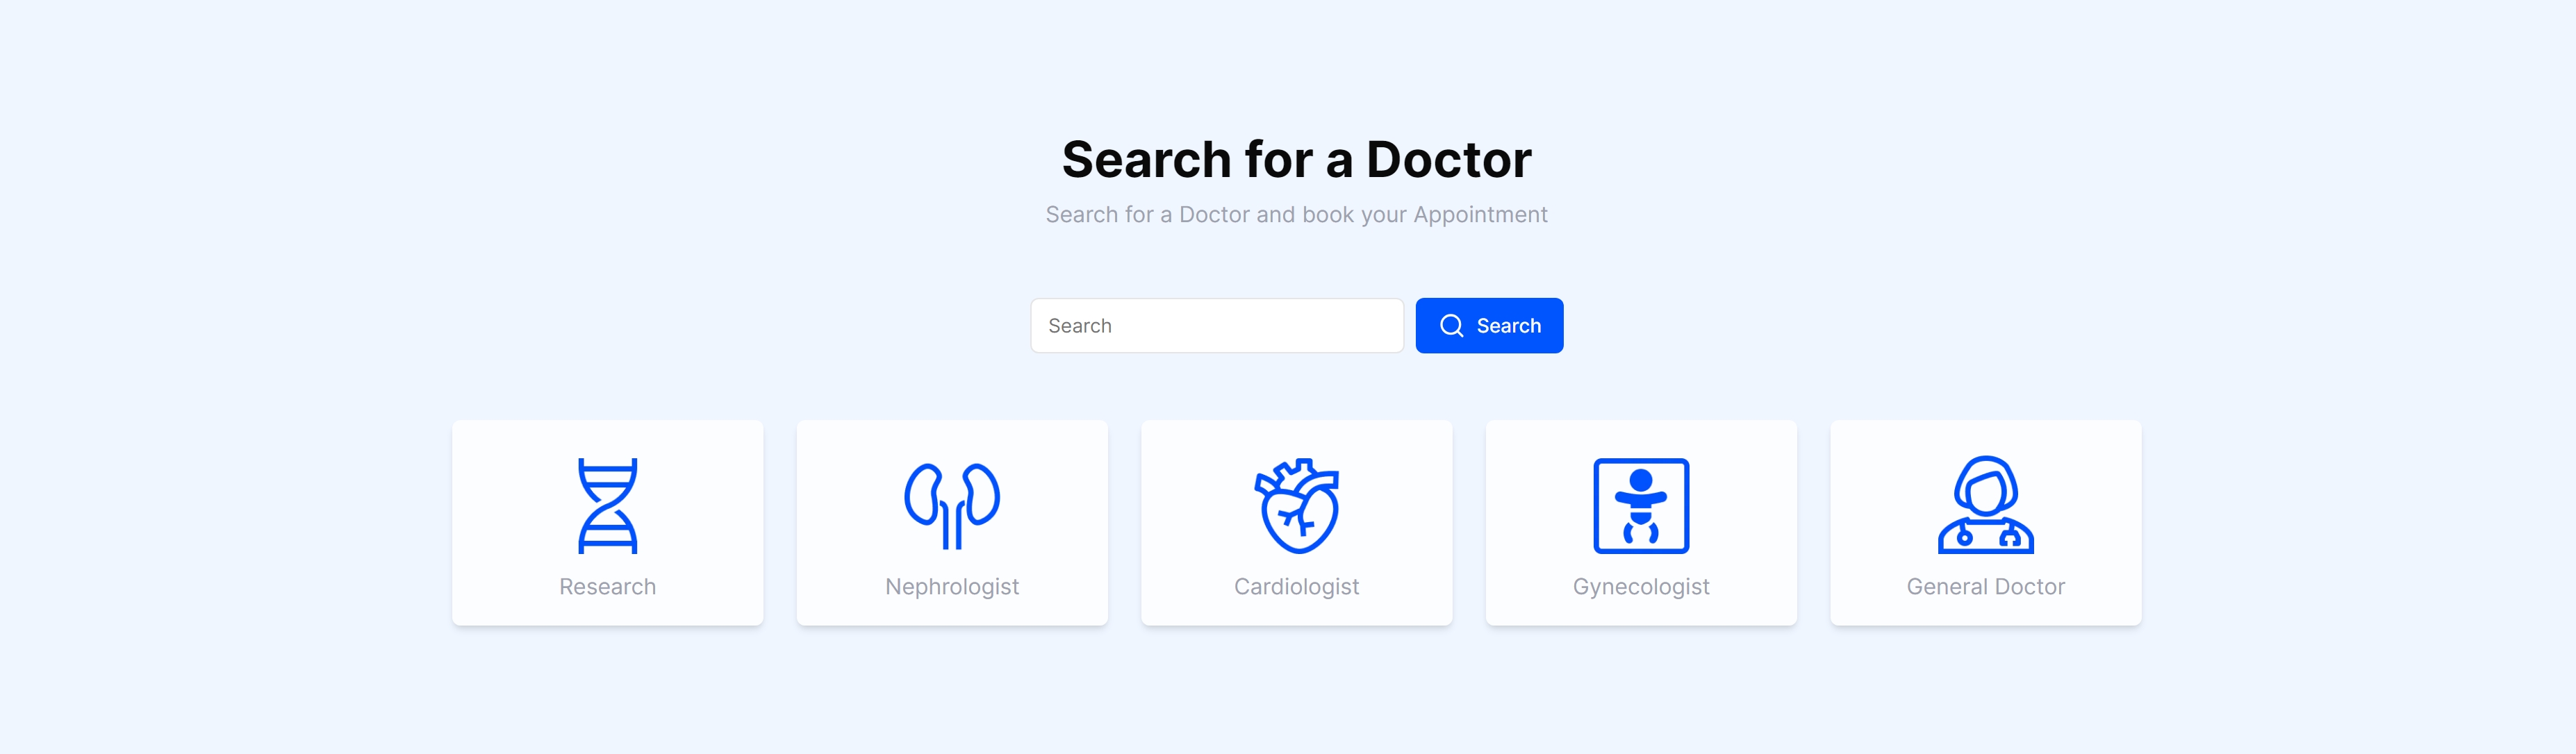 Search for a Doctor
Search for a Doctor and book your Appointment
Search
Search
Research
Nephrologist
Cardiologist
Gynecologist
General Doctor